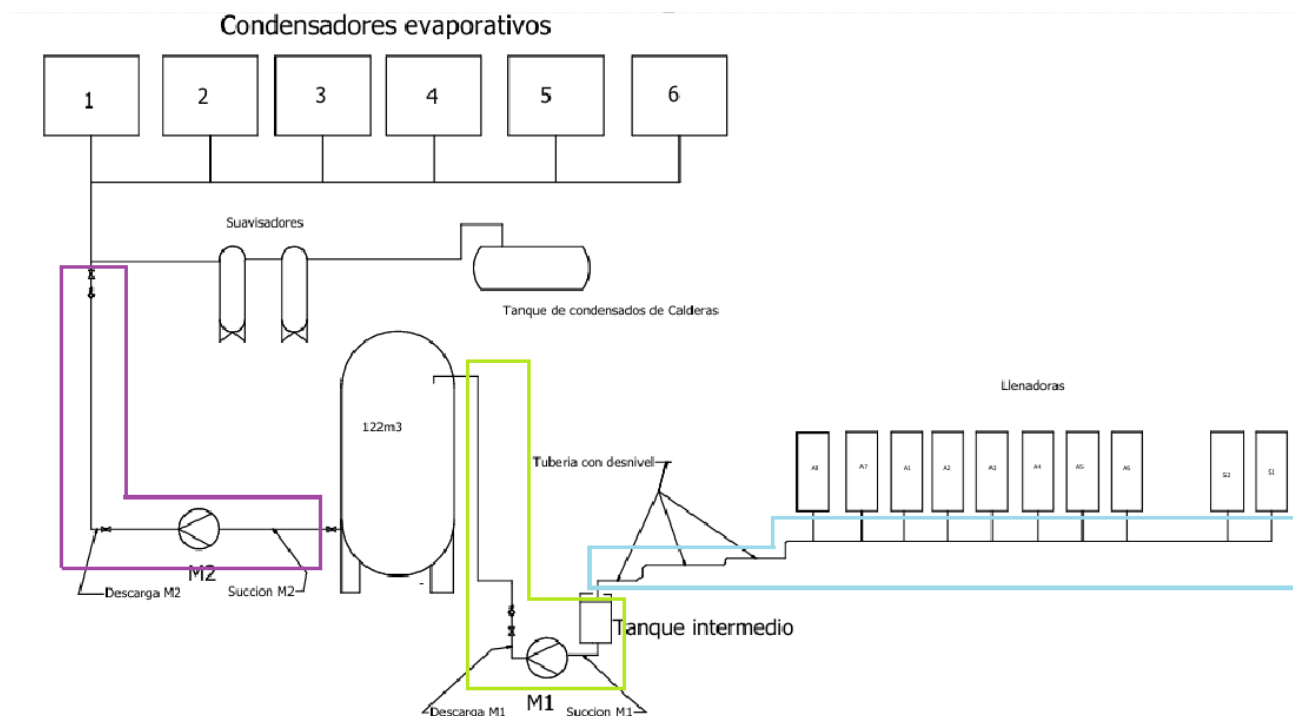 Condensadores evaporativos
1
2
3
4
5
6
Suavisadores
Tanque de condensados de Calderas
Llenadoras
122m3
Tuberia con desnivel
A8
A7
A1
A2
A3
A4
A5
A6
S2
S1
M2
Descarga M2
Succion M2
Tanque intermedio
M1
Descarga M1
Succion M1